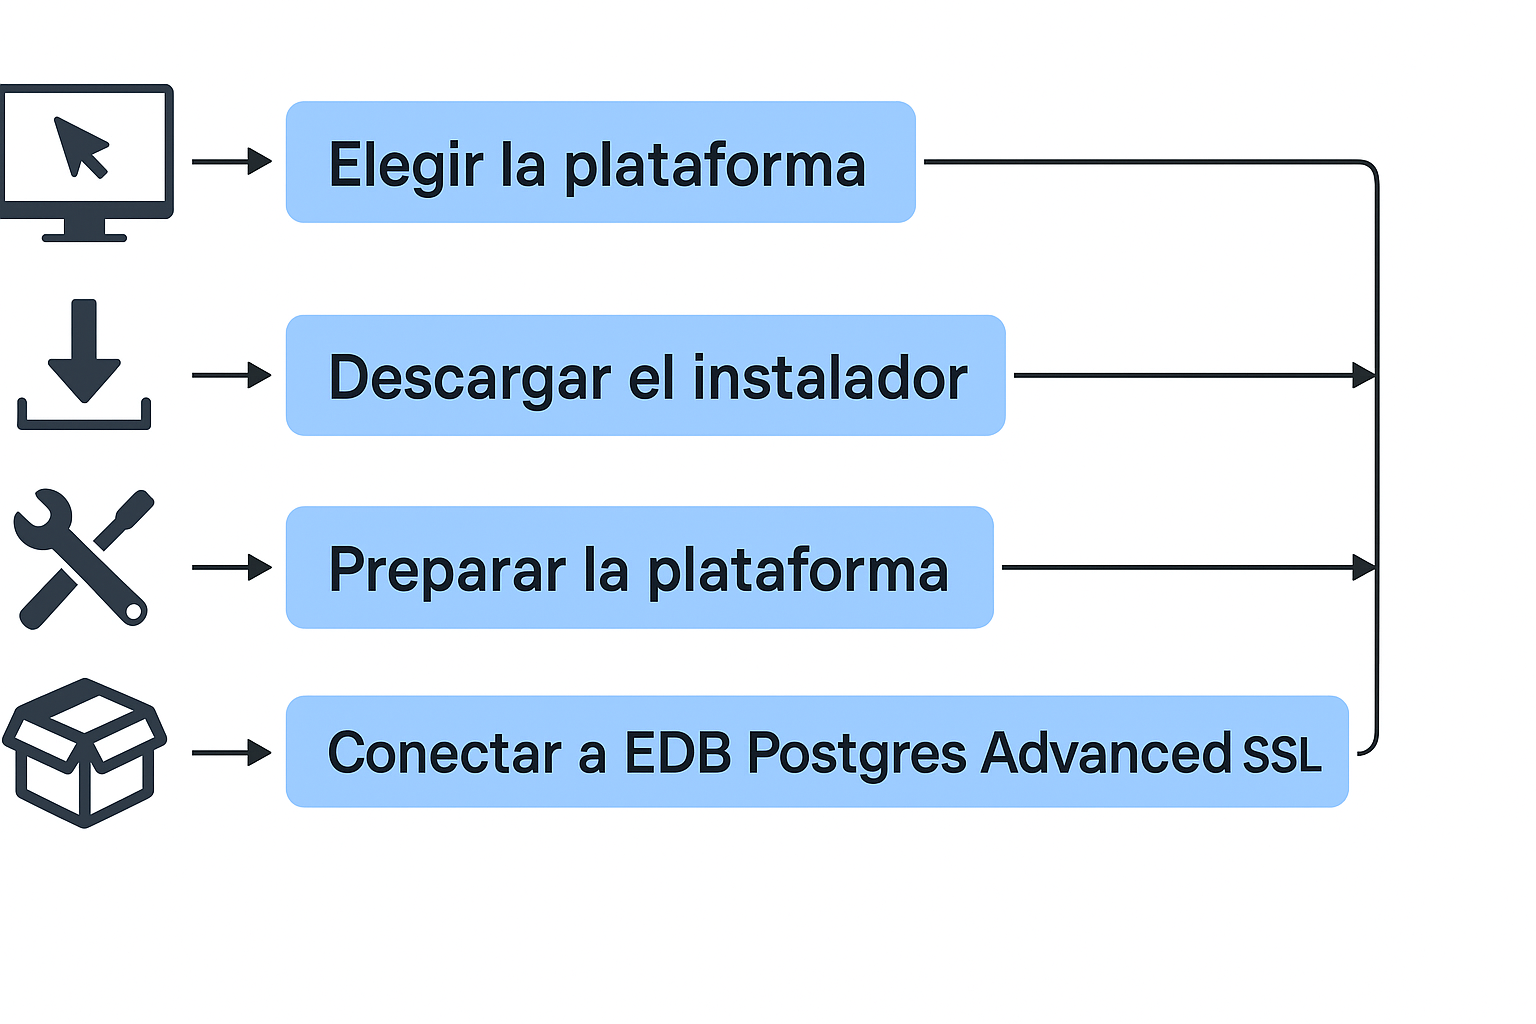 Elegir la plataforma
Descargar el instalador
Preparar la plataforma
Conectar a EDB Postgres Advanced SSL